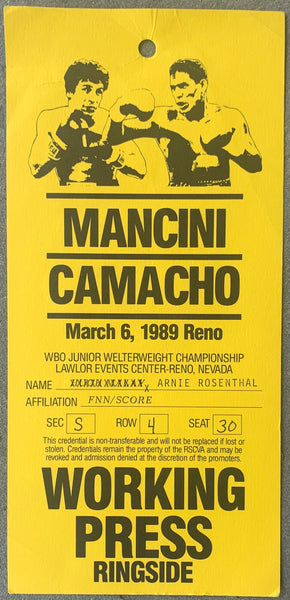 MANCINI
CAMACHO
March 6, 1989 Reno
WBO JUNIOR WELTERWEIGHT CHAMPIONSHIP
LAWLOR EVENTS CENTER-RENO, NEVADA
NAME ARNIE ROSENTHAL
AFFILIATION FNN/SCORE
SEC S ROW 4 SEAT 30
This credential is non-transferable and will not be replaced if lost or
stolen. Credentials remain the property of the RSCVA and may be
revoked and admission denied at the discretion of the promoters.
WORKING
PRESS
RINGSIDE